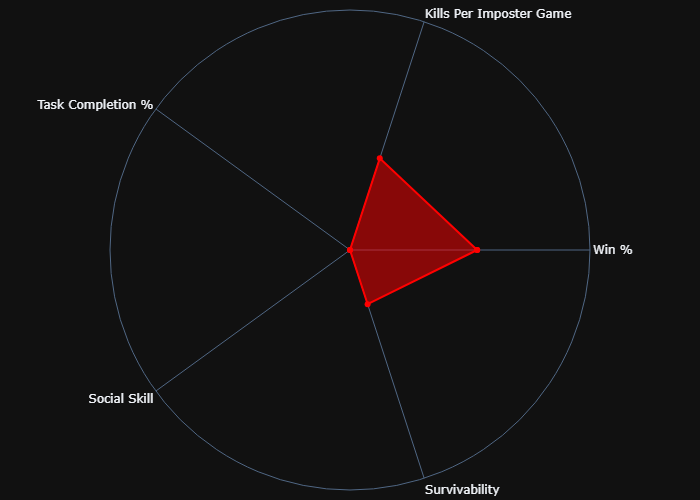 Kills Per Imposter Game
Task Completion %
Win %
Social Skill
Survivability